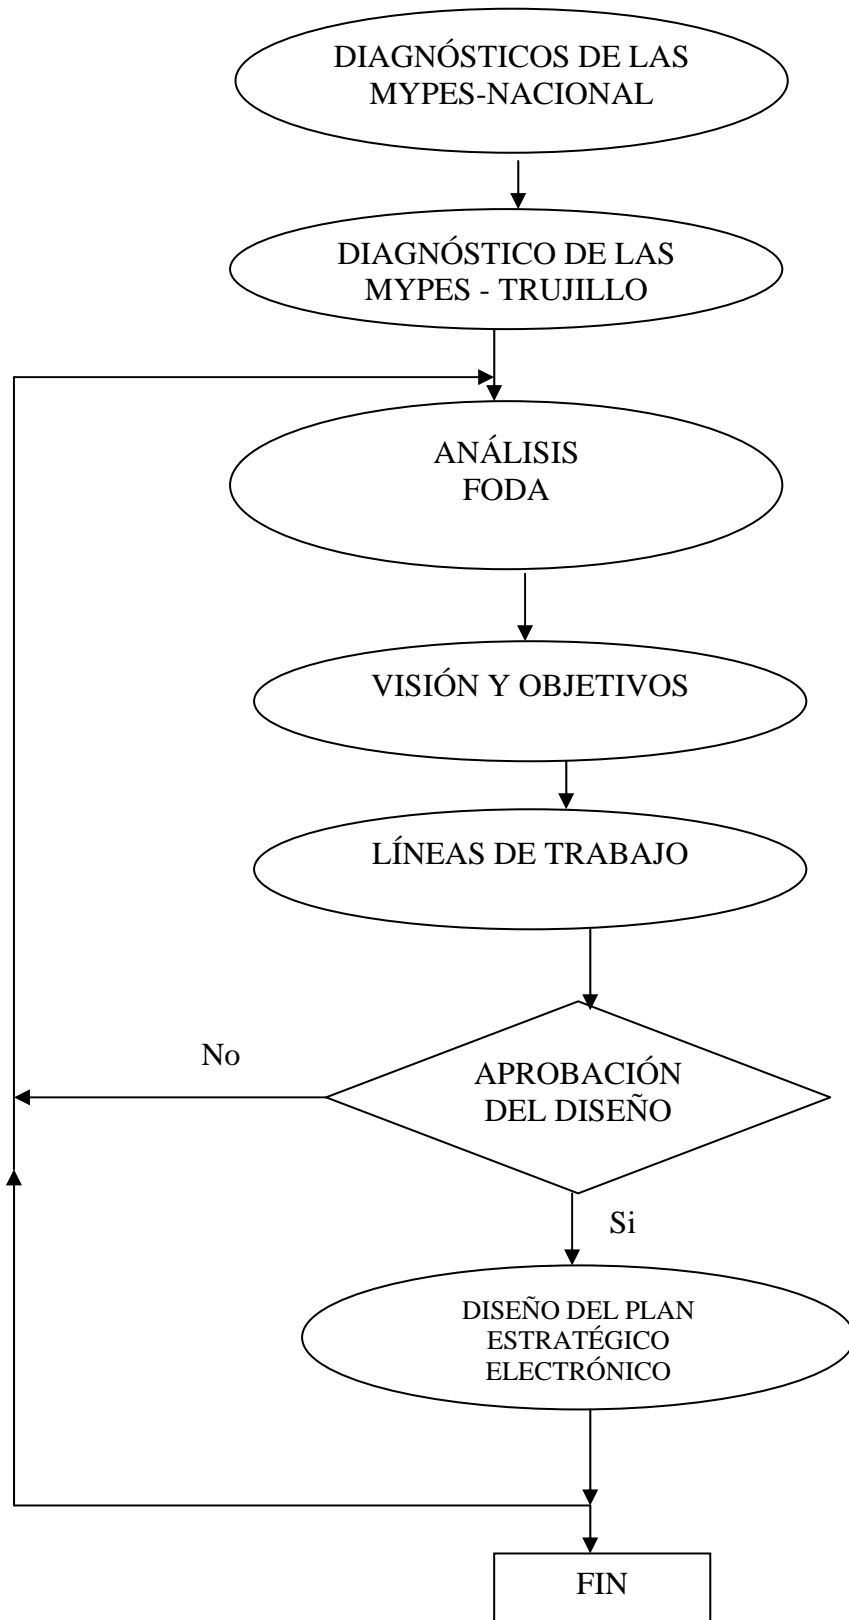 DIAGNÓSTICOS DE LAS
MYPES-NACIONAL
DIAGNÓSTICO DE LAS
MYPES - TRUJILLO
ANÁLISIS
FODA
VISIÓN Y OBJETIVOS
LÍNEAS DE TRABAJO
No
APROBACIÓN
DEL DISEÑO
Si
DISEÑO DEL PLAN
ESTRATÉGICO
ELECTRÓNICO
FIN